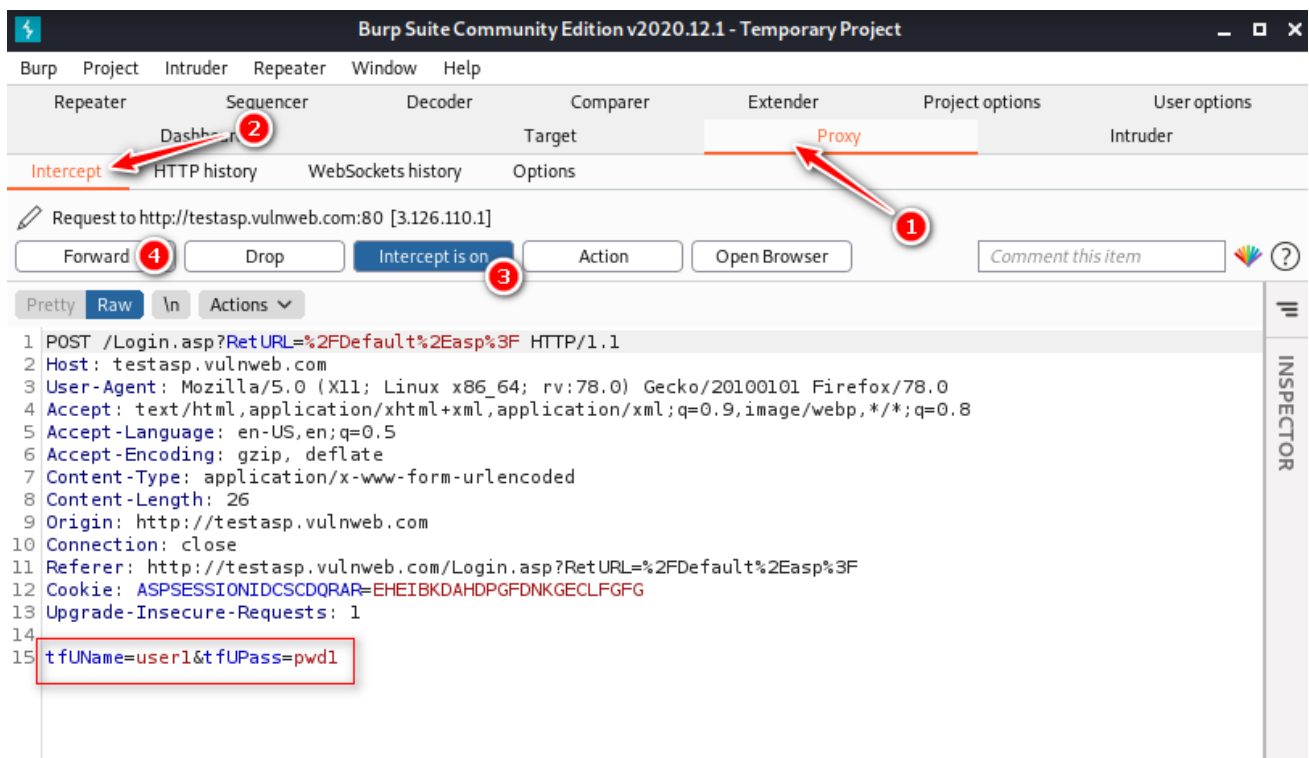 Burp Suite Community Edition v2020.12.1 - Temporary Project
Burp Project Intruder Repeater Window Help
Repeater Sequencer Decoder Comparer Extender Project options User options
2 Target Proxy Intruder
Intercept HTTP history WebSockets history Options
Request to http://testasp.vulnweb.com:80 [3.126.110.1]
1
Forward 4 Drop Intercept is on Action Open Browser Comment this item ?
3
Pretty Raw \n Actions
1 POST /Login.asp?RetURL=%2FDefault%2Easp%3F HTTP/1.1
2 Host: testasp.vulnweb.com
3 User-Agent: Mozilla/5.0 (X11; Linux x86_64; rv:78.0) Gecko/20100101 Firefox/78.0
4 Accept: text/html,application/xhtml+xml,application/xml;q=0.9,image/webp,*/*;q=0.8
5 Accept-Language: en-US,en;q=0.5
6 Accept-Encoding: gzip, deflate
7 Content-Type: application/x-www-form-urlencoded
8 Content-Length: 26
9 Origin: http://testasp.vulnweb.com
10 Connection: close
11 Referer: http://testasp.vulnweb.com/Login.asp?RetURL=%2FDefault%2Easp%3F
12 Cookie: ASPSESSIONIDCSCDQRAR=EHEIBKDAHDPGFDNKGECLFGFG
13 Upgrade-Insecure-Requests: 1
14
15 tfUName=user1&tfUPass=pwd1
INSPECTOR